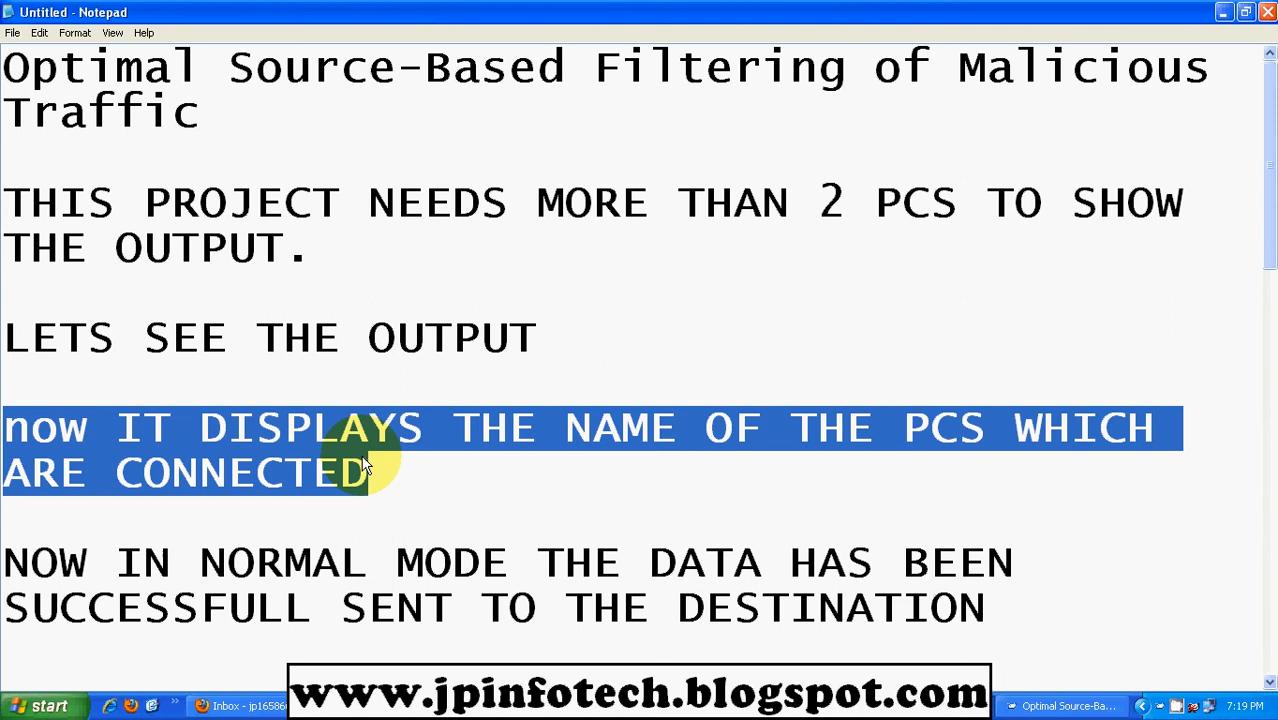 Untitled - Notepad
File Edit Format View Help
Optimal Source-Based Filtering of Malicious
Traffic
THIS PROJECT NEEDS MORE THAN 2 PCS TO SHOW
THE OUTPUT.
LETS SEE THE OUTPUT
now IT DISPLAYS THE NAME OF THE PCS WHICH
ARE CONNECTED
NOW IN NORMAL MODE THE DATA HAS BEEN
SUCCESSFULL SENT TO THE DESTINATION
www.jpinfotech.blogspot.com
start Inbox - jp16586 Optimal Source-Ba... 7:19 PM